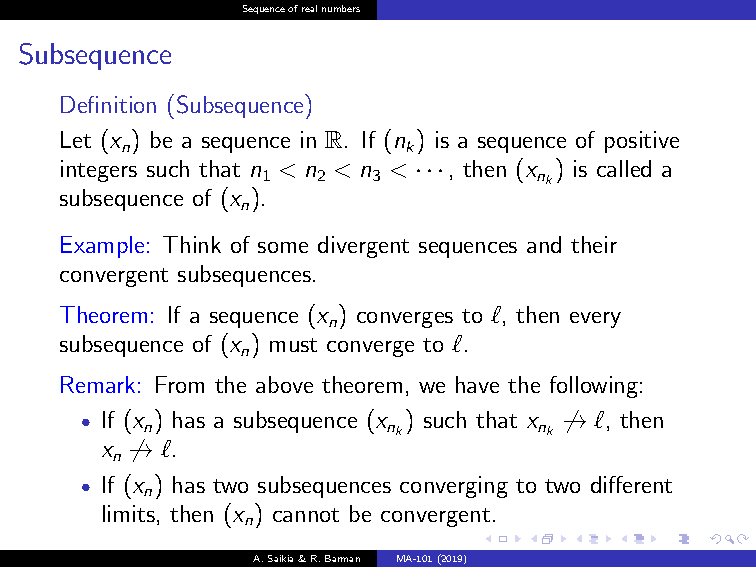 Sequence of real numbers
Subsequence
Definition (Subsequence)
Let (xₙ) be a sequence in ℝ. If (nₖ) is a sequence of positive
integers such that n₁ < n₂ < n₃ < ⋯, then (xₙₖ) is called a
subsequence of (xₙ).
Example: Think of some divergent sequences and their
convergent subsequences.
Theorem: If a sequence (xₙ) converges to ℓ, then every
subsequence of (xₙ) must converge to ℓ.
Remark: From the above theorem, we have the following:
• If (xₙ) has a subsequence (xₙₖ) such that xₙₖ ↛ ℓ, then
xₙ ↛ ℓ.
• If (xₙ) has two subsequences converging to two different
limits, then (xₙ) cannot be convergent.
A. Saikia & R. Barman MA-101 (2019)